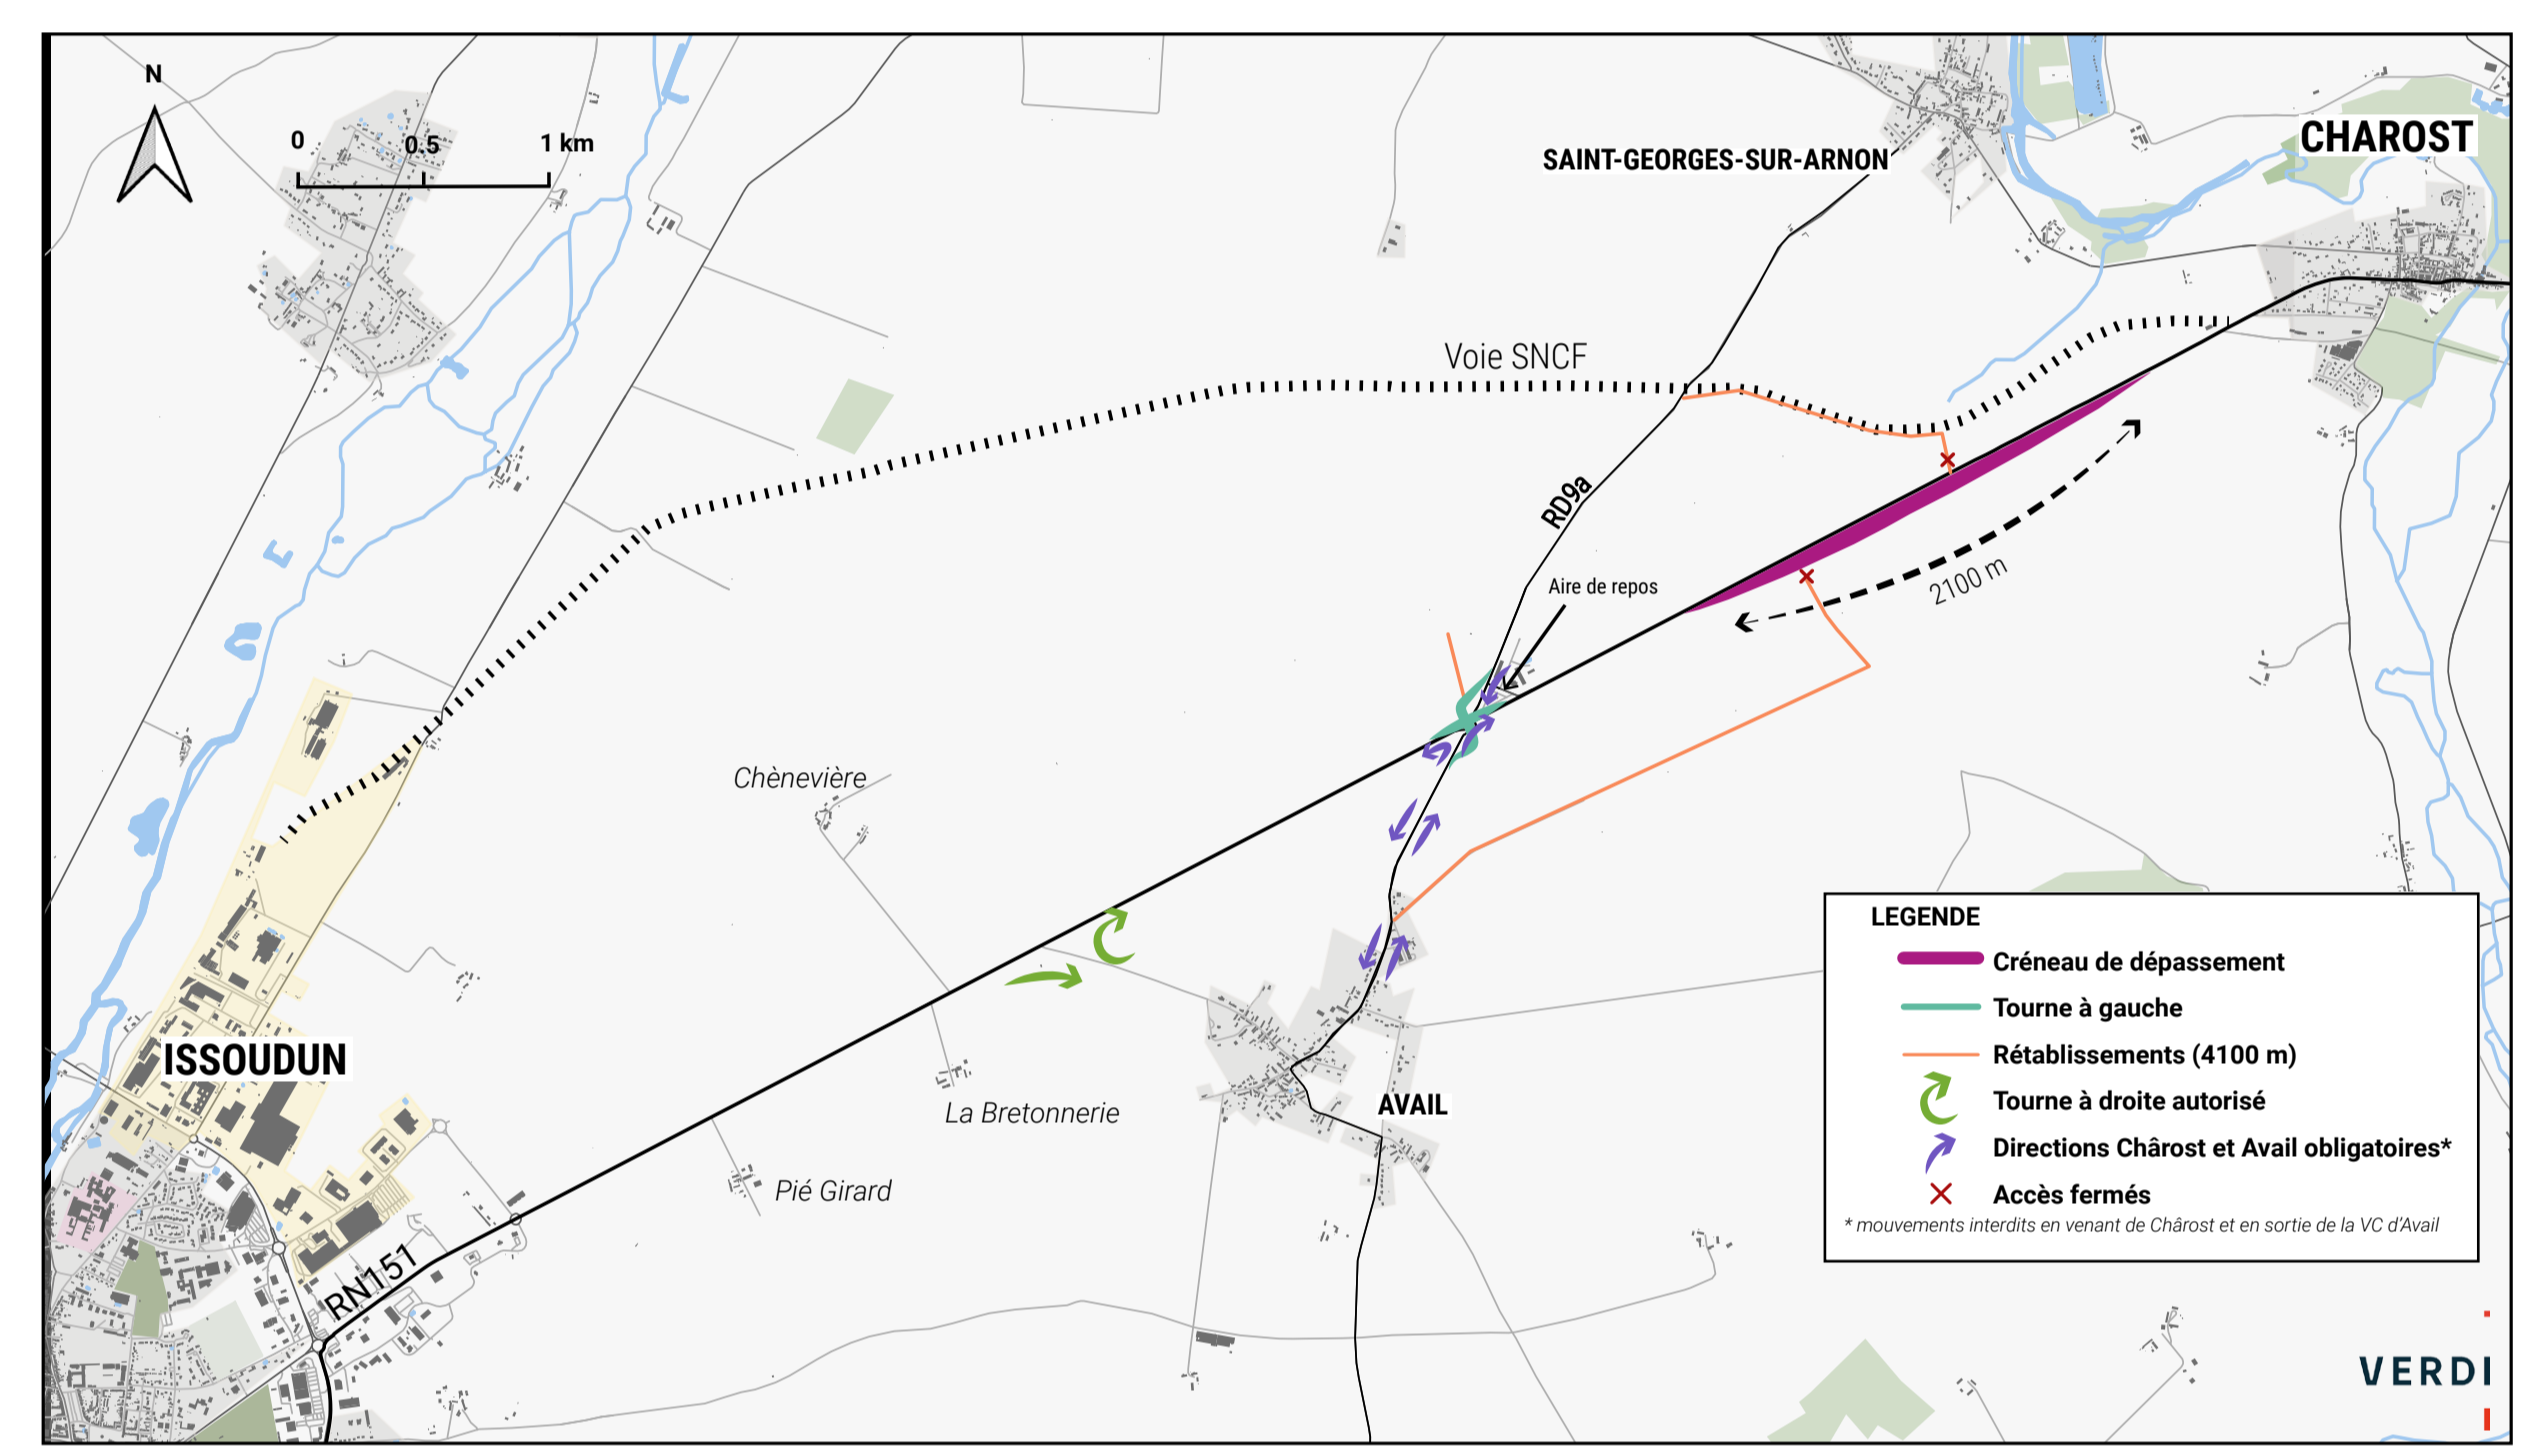 N
0 0.5 1 km
SAINT-GEORGES-SUR-ARNON
CHAROST
Voie SNCF
RD9a
Aire de repos
2100 m
Chènevière
La Bretonnerie
Pié Girard
AVAIL
ISSOUDUN
RN151
LEGENDE
Créneau de dépassement
Tourne à gauche
Rétablissements (4100 m)
Tourne à droite autorisé
Directions Chârost et Avail obligatoires*
Accès fermés
* mouvements interdits en venant de Chârost et en sortie de la VC d'Avail
VERDI